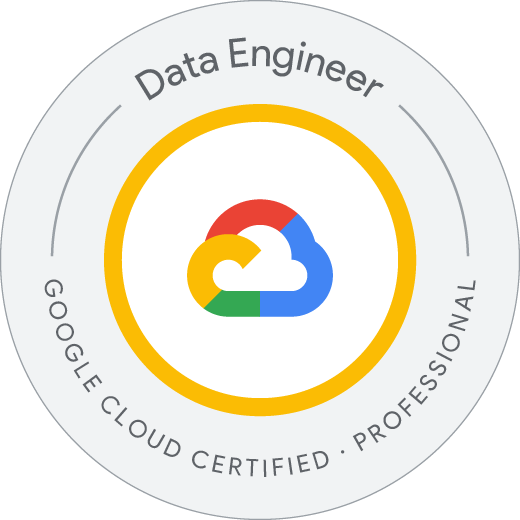 Data Engineer
GOOGLE CLOUD CERTIFIED · PROFESSIONAL